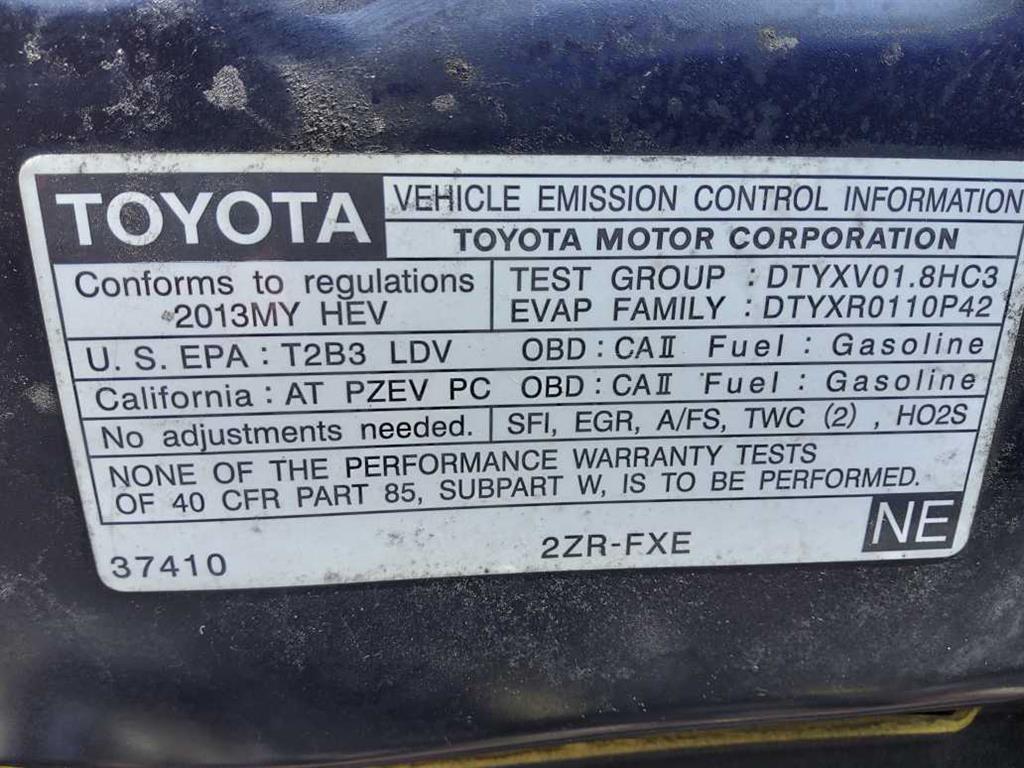 TOYOTA
VEHICLE EMISSION CONTROL INFORMATION
TOYOTA MOTOR CORPORATION
Conforms to regulations
2013MY HEV
TEST GROUP : DTYXV01.8HC3
EVAP FAMILY : DTYXR0110P42
U. S. EPA : T2B3 LDV OBD : CAⅡ Fuel : Gasoline
California : AT PZEV PC OBD : CAⅡ Fuel : Gasoline
No adjustments needed. SFI, EGR, A/FS, TWC (2) , HO2S
NONE OF THE PERFORMANCE WARRANTY TESTS
OF 40 CFR PART 85, SUBPART W, IS TO BE PERFORMED.
37410 2ZR-FXE NE